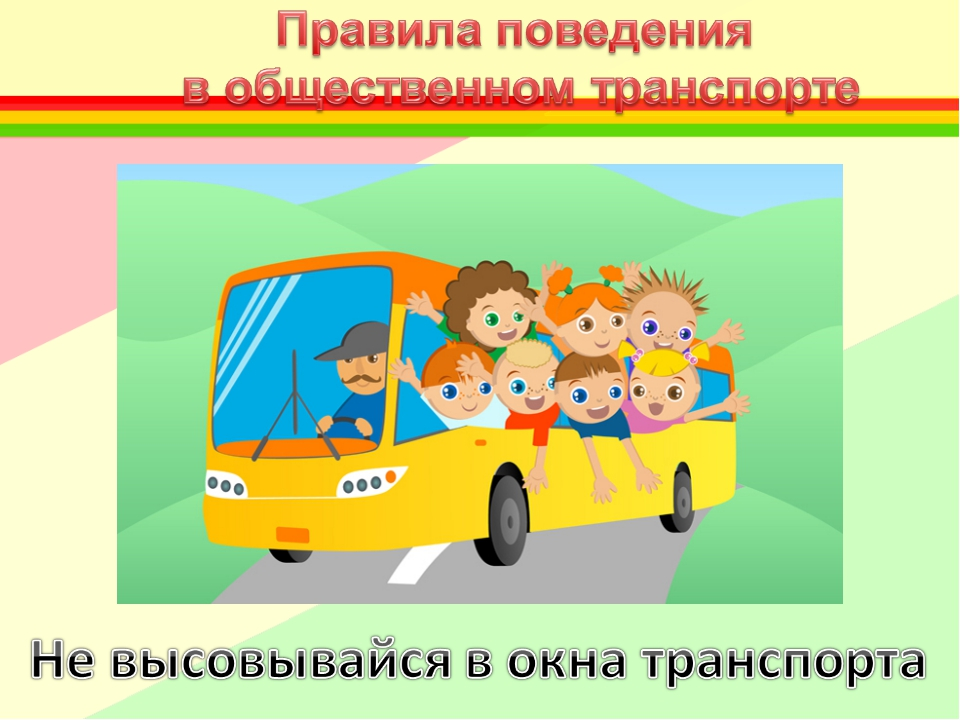 Правила поведения
в общественном транспорте
Не высовывайся в окна транспорта